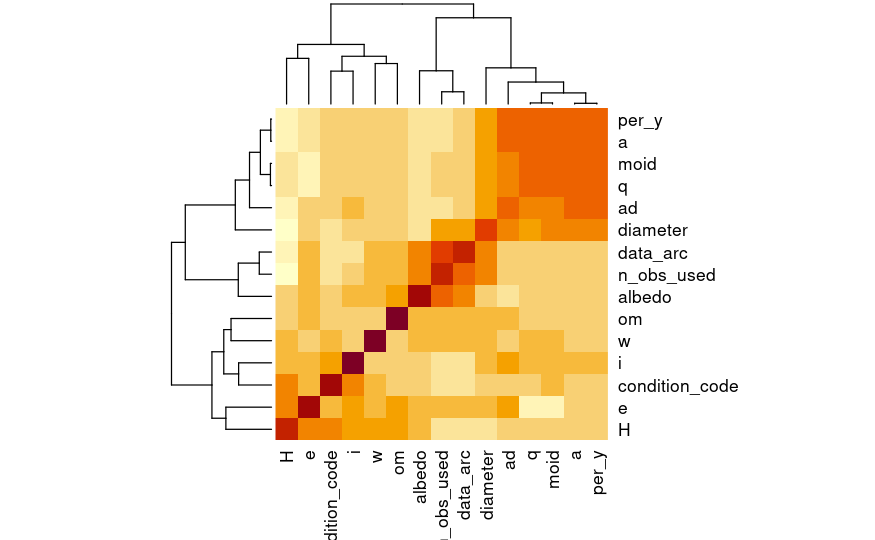 per_y
a
moid
q
ad
diameter
data_arc
n_obs_used
albedo
om
w
i
condition_code
e
H
H
e
dition_code
i
w
om
albedo
_obs_used
data_arc
diameter
ad
q
moid
a
per_y